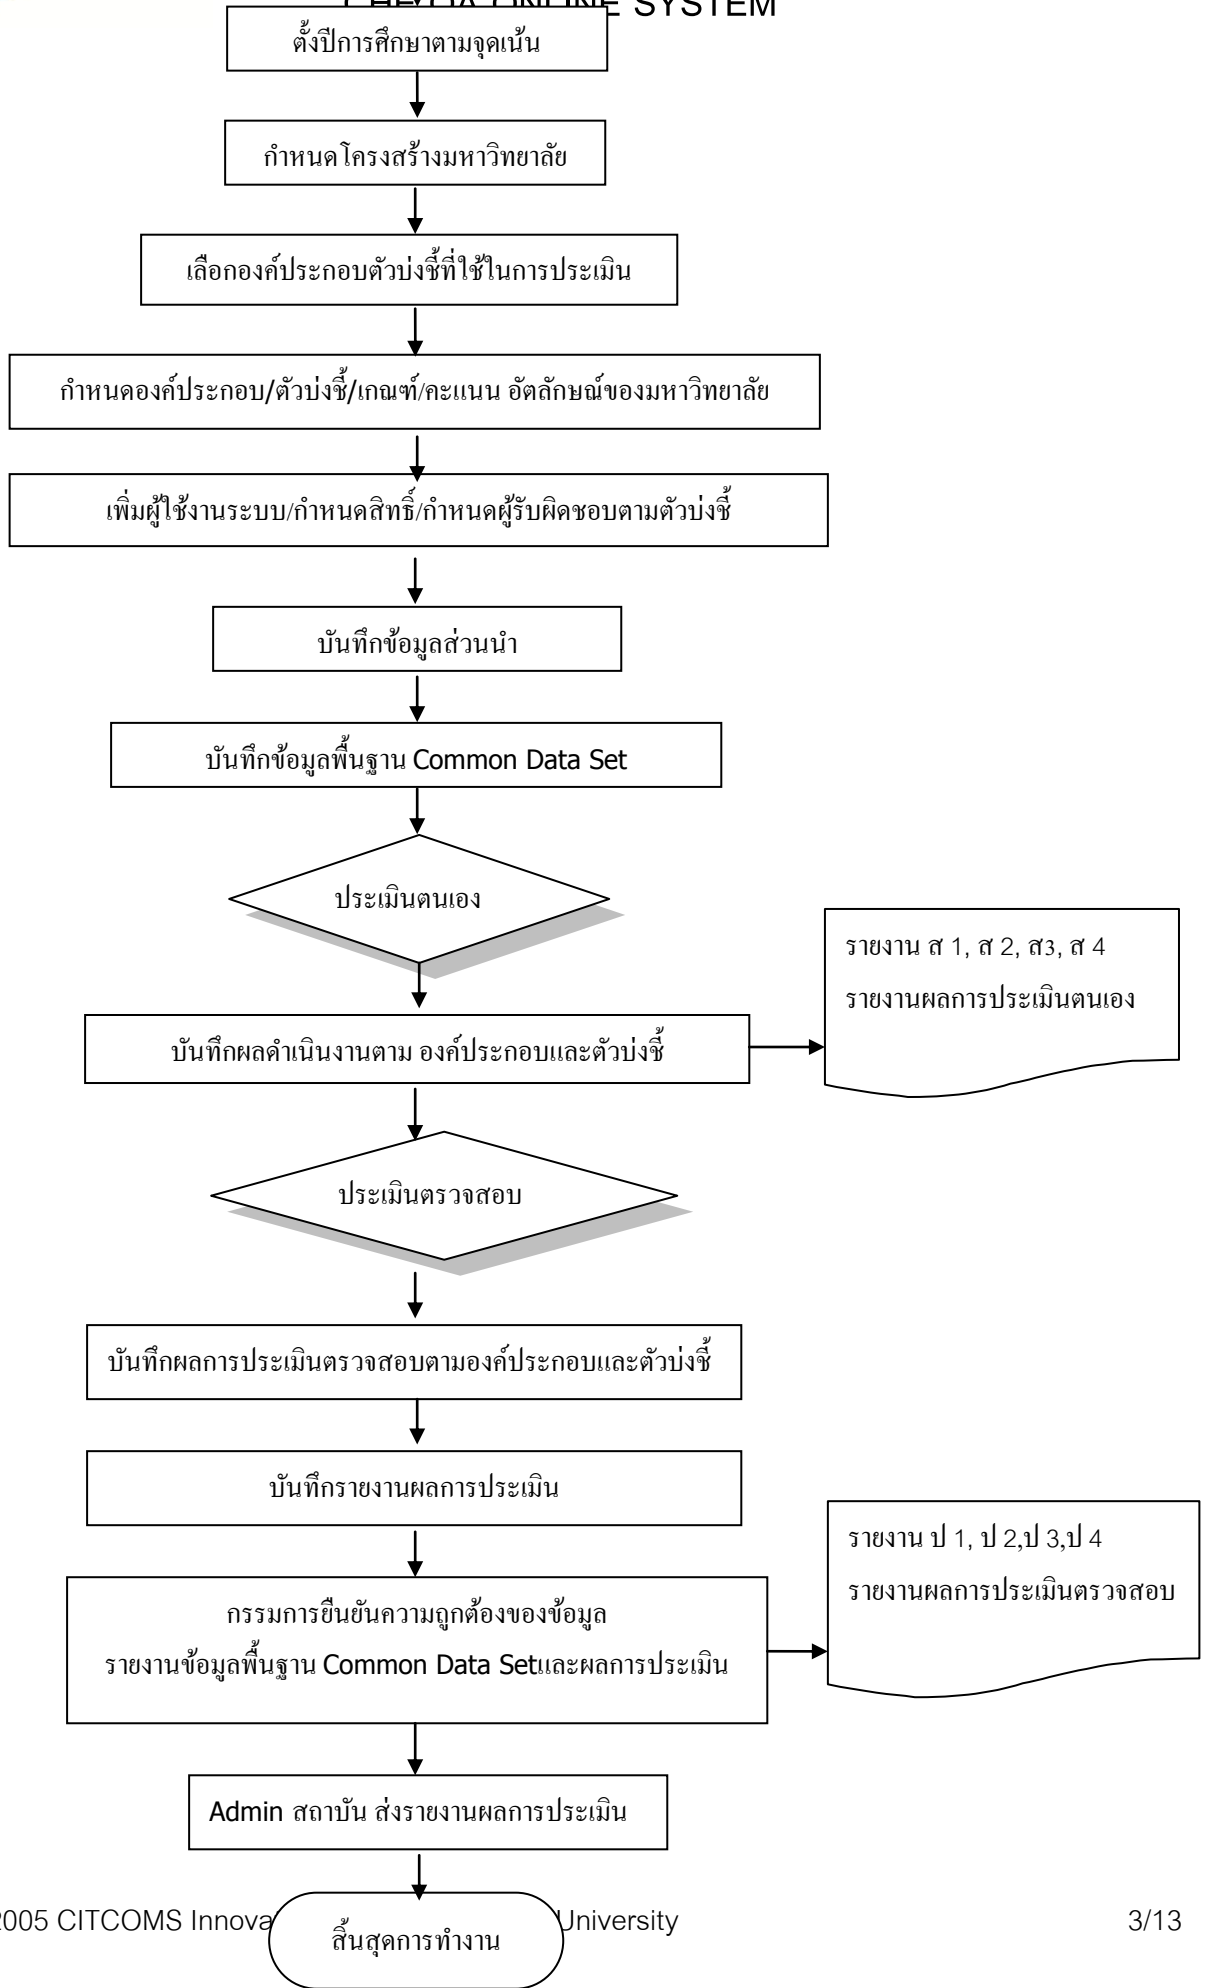 CHE QA ONLINE SYSTEM
ตั้งปีการศึกษาตามจุดเน้น
กำหนดโครงสร้างมหาวิทยาลัย
เลือกองค์ประกอบตัวบ่งชี้ที่ใช้ในการประเมิน
กำหนดองค์ประกอบ/ตัวบ่งชี้/เกณฑ์/คะแนน อัตลักษณ์ของมหาวิทยาลัย
เพิ่มผู้ใช้งานระบบ/กำหนดสิทธิ์/กำหนดผู้รับผิดชอบตามตัวบ่งชี้
บันทึกข้อมูลส่วนนำ
บันทึกข้อมูลพื้นฐาน Common Data Set
ประเมินตนเอง
รายงาน ส 1, ส 2, ส3, ส 4
รายงานผลการประเมินตนเอง
บันทึกผลดำเนินงานตาม องค์ประกอบและตัวบ่งชี้
ประเมินตรวจสอบ
บันทึกผลการประเมินตรวจสอบตามองค์ประกอบและตัวบ่งชี้
บันทึกรายงานผลการประเมิน
รายงาน ป 1, ป 2,ป 3,ป 4
รายงานผลการประเมินตรวจสอบ
กรรมการยืนยันความถูกต้องของข้อมูล
รายงานข้อมูลพื้นฐาน Common Data Setและผลการประเมิน
Admin สถาบัน ส่งรายงานผลการประเมิน
2005 CITCOMS Innova University 3/13
สิ้นสุดการทำงาน